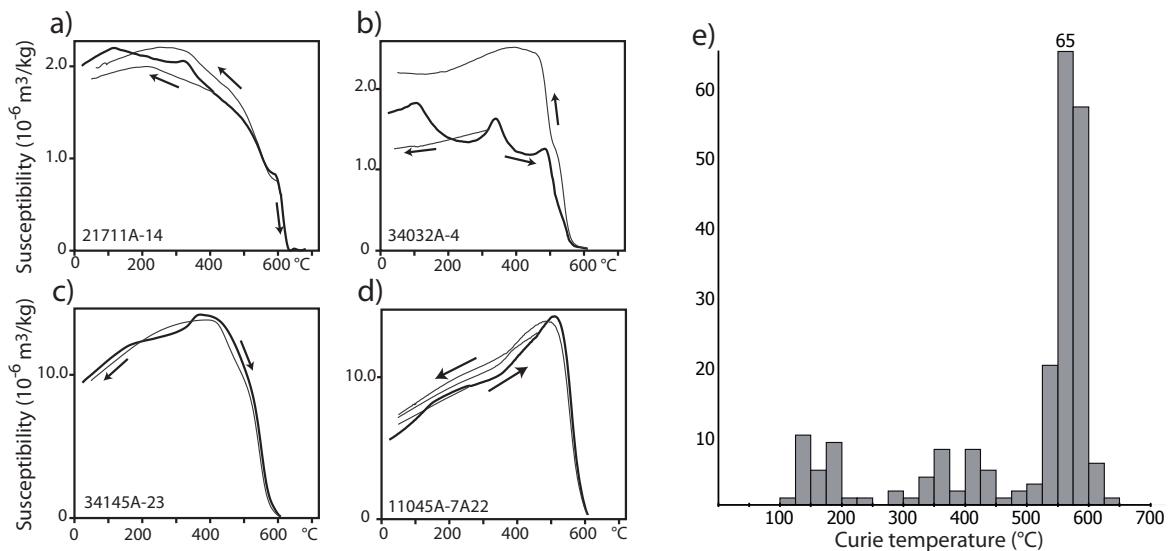 a)
Susceptibility (10⁻⁶ m³/kg)
2.0
1.0
0
21711A-14
0 200 400 600 °C
b)
2.0
1.0
0
34032A-4
0 200 400 600 °C
c)
Susceptibility (10⁻⁶ m³/kg)
10.0
0
34145A-23
0 200 400 600 °C
d)
10.0
0
11045A-7A22
0 200 400 600 °C
e)
65
60
50
40
30
20
10
100 200 300 400 500 600 700
Curie temperature (°C)